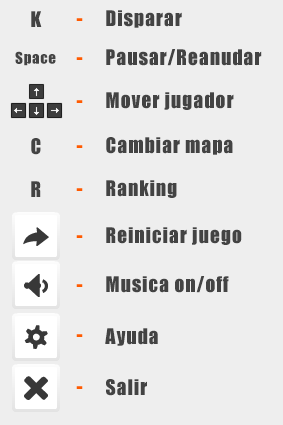 K - Disparar
Space - Pausar/Reanudar
↑ ← ↓ → - Mover jugador
C - Cambiar mapa
R - Ranking
- Reiniciar juego
- Musica on/off
- Ayuda
- Salir